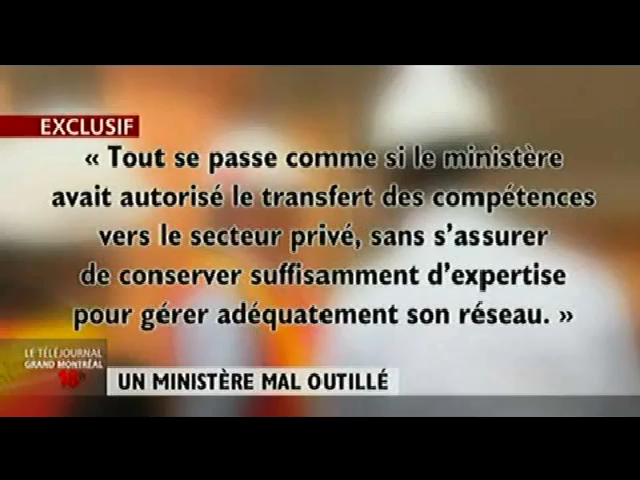 EXCLUSIF
« Tout se passe comme si le ministère
avait autorisé le transfert des compétences
vers le secteur privé, sans s'assurer
de conserver suffisamment d'expertise
pour gérer adéquatement son réseau. »
LE TÉLÉJOURNAL
GRAND MONTRÉAL
18h
UN MINISTÈRE MAL OUTILLÉ